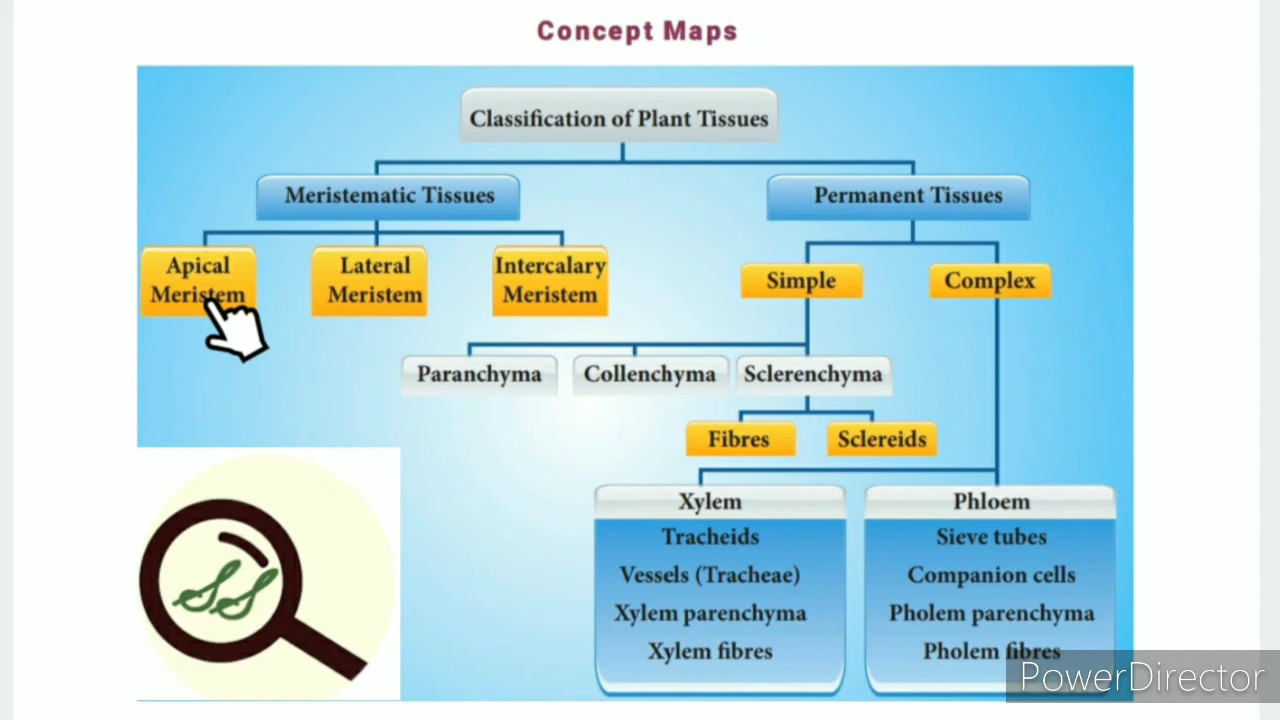 Concept Maps
Classification of Plant Tissues
Meristematic Tissues
Permanent Tissues
Apical
Meristem
Lateral
Meristem
Intercalary
Meristem
Simple
Complex
Paranchyma
Collenchyma
Sclerenchyma
Fibres
Sclereids
Xylem
Tracheids
Vessels (Tracheae)
Xylem parenchyma
Xylem fibres
Phloem
Sieve tubes
Companion cells
Pholem parenchyma
Pholem fibres
PowerDirector